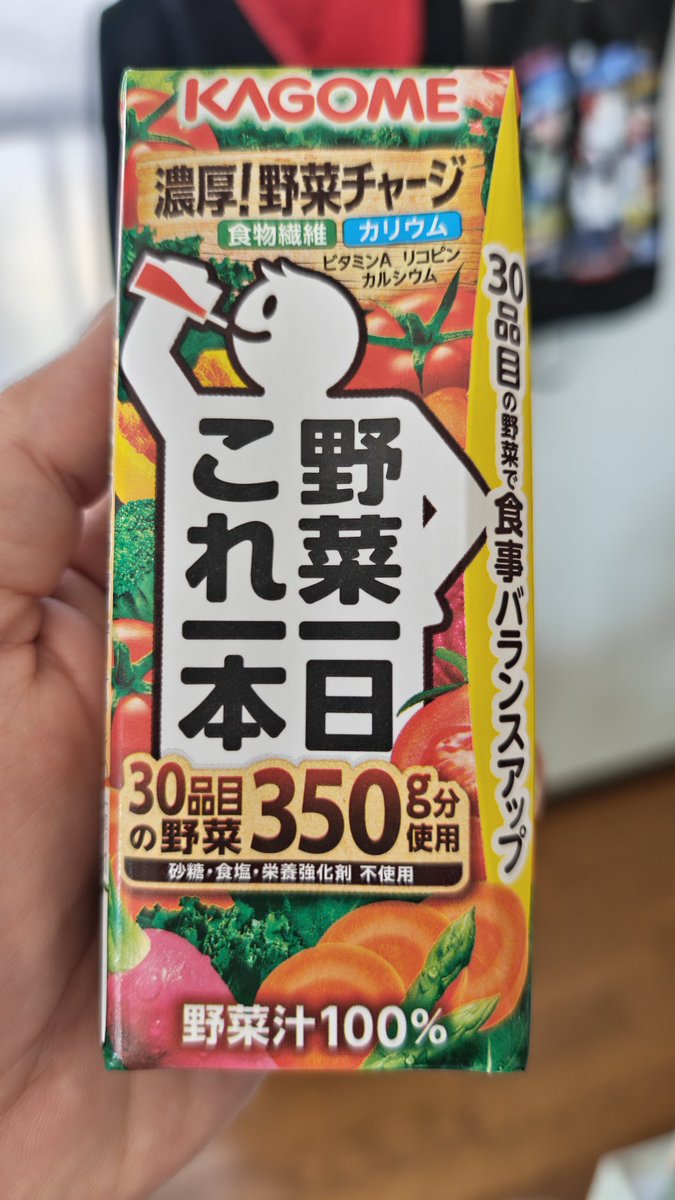 KAGOME
濃厚!野菜チャージ
食物繊維 カリウム
ビタミンA リコピン
カルシウム
野菜一日
これ一本
30品目の野菜で食事バランスアップ
30品目
の野菜
350g分
使用
砂糖・食塩・栄養強化剤 不使用
野菜汁100%